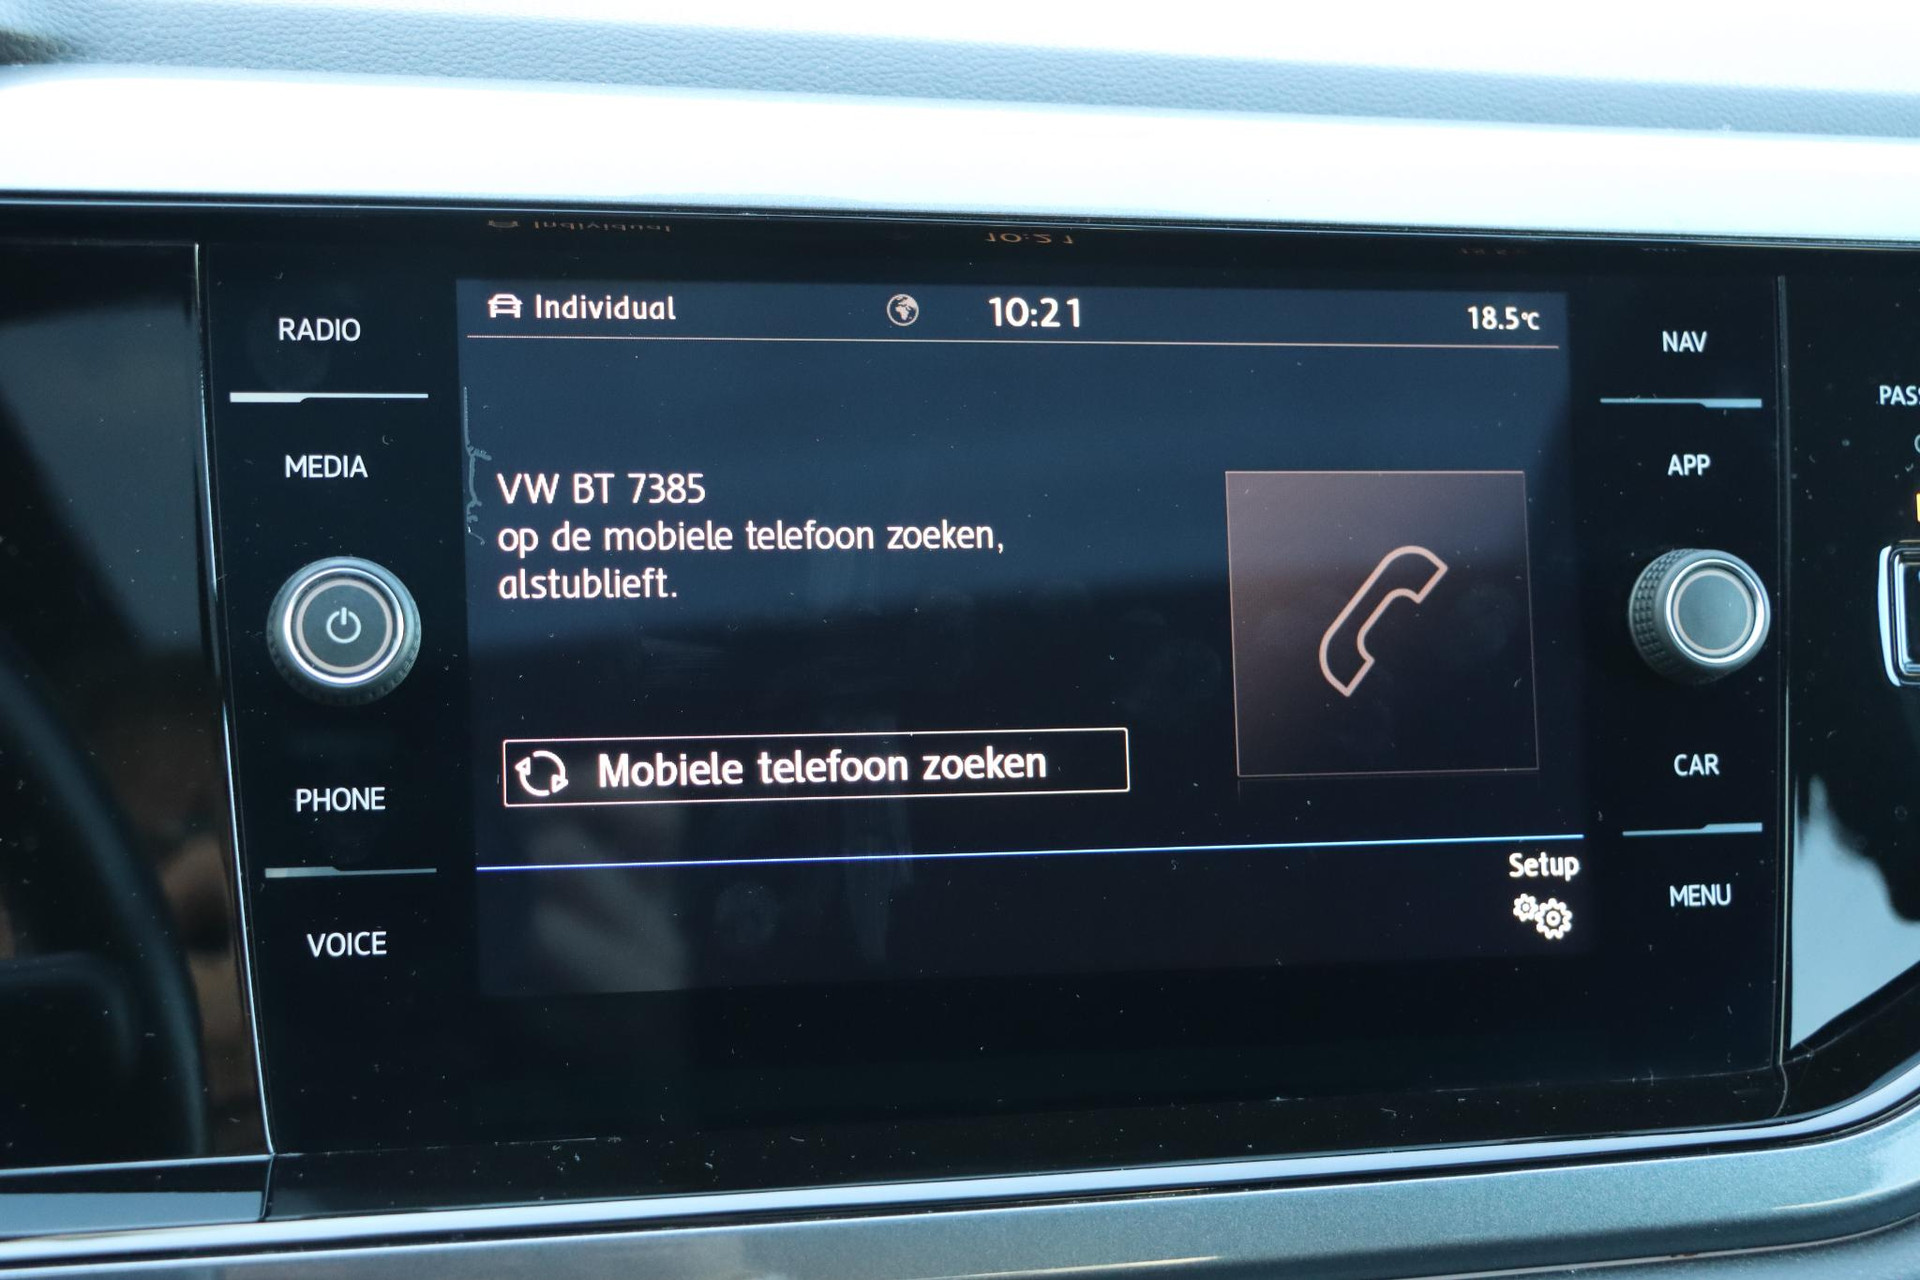 RADIO
MEDIA
PHONE
VOICE
Individual
10:21
18.5°C
VW BT 7385
op de mobiele telefoon zoeken,
alstublieft.
Mobiele telefoon zoeken
Setup
NAV
APP
CAR
MENU
PASS